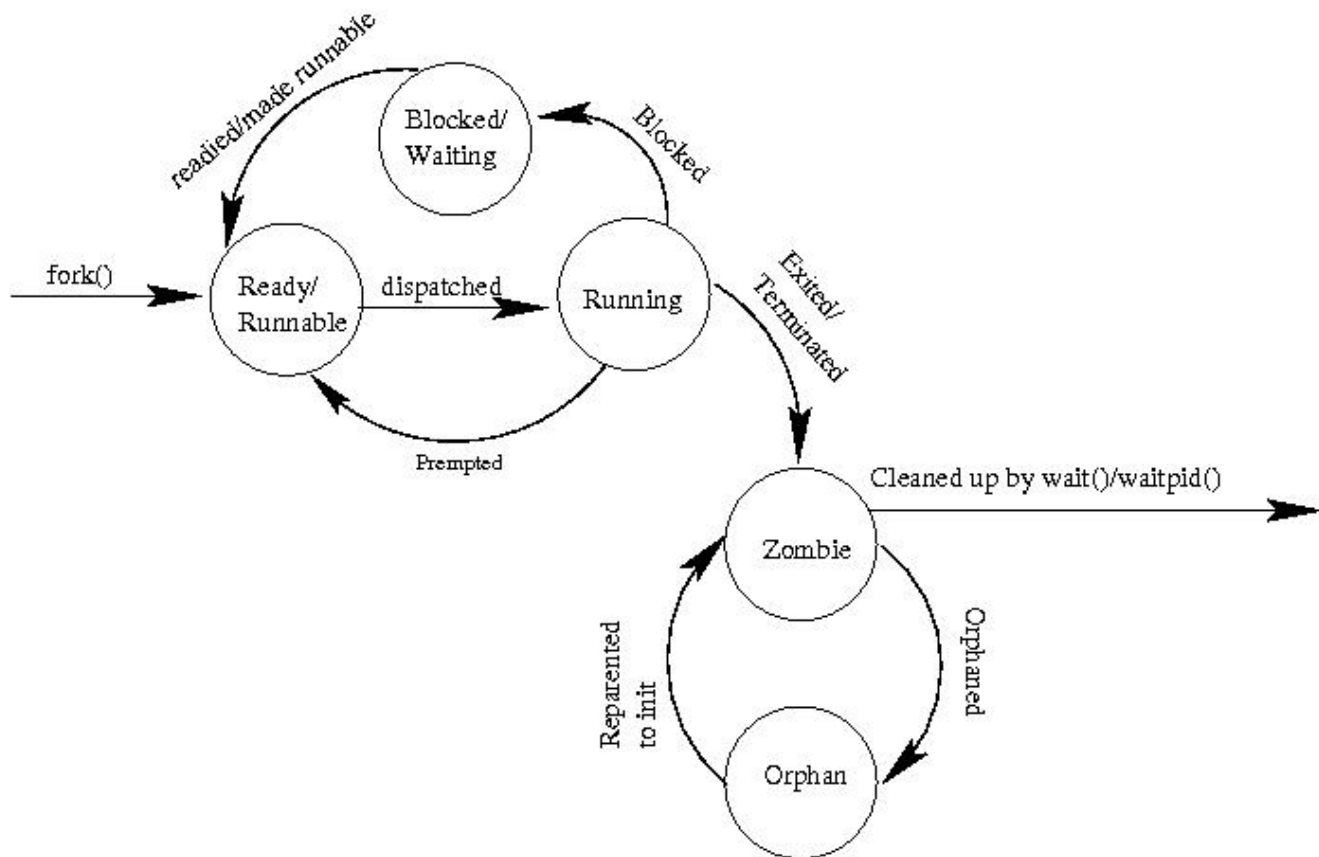 readied/made runnable
Blocked/
Waiting
Blocked
fork()
Ready/
Runnable
dispatched
Running
Exited/
Terminated
Prempted
Cleaned up by wait()/waitpid()
Zombie
Reparented
to init
Orphaned
Orphan